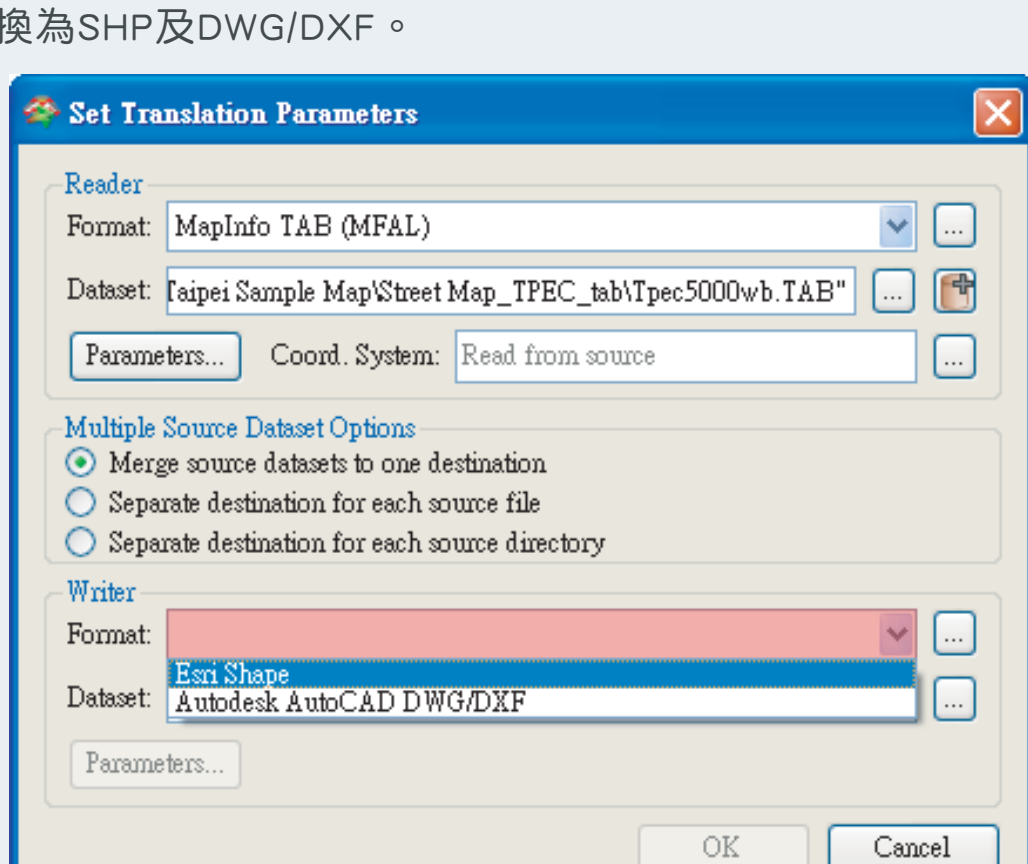 換為SHP及DWG/DXF。
Set Translation Parameters
Reader
Format: MapInfo TAB (MFAL) ...
Dataset: Taipei Sample Map\Street Map_TPEC_tab\Tpec5000wb.TAB" ...
Parameters... Coord. System: Read from source ...
Multiple Source Dataset Options
Merge source datasets to one destination
Separate destination for each source file
Separate destination for each source directory
Writer
Format: ...
Esri Shape
Dataset: Autodesk AutoCAD DWG/DXF ...
Parameters...
OK Cancel